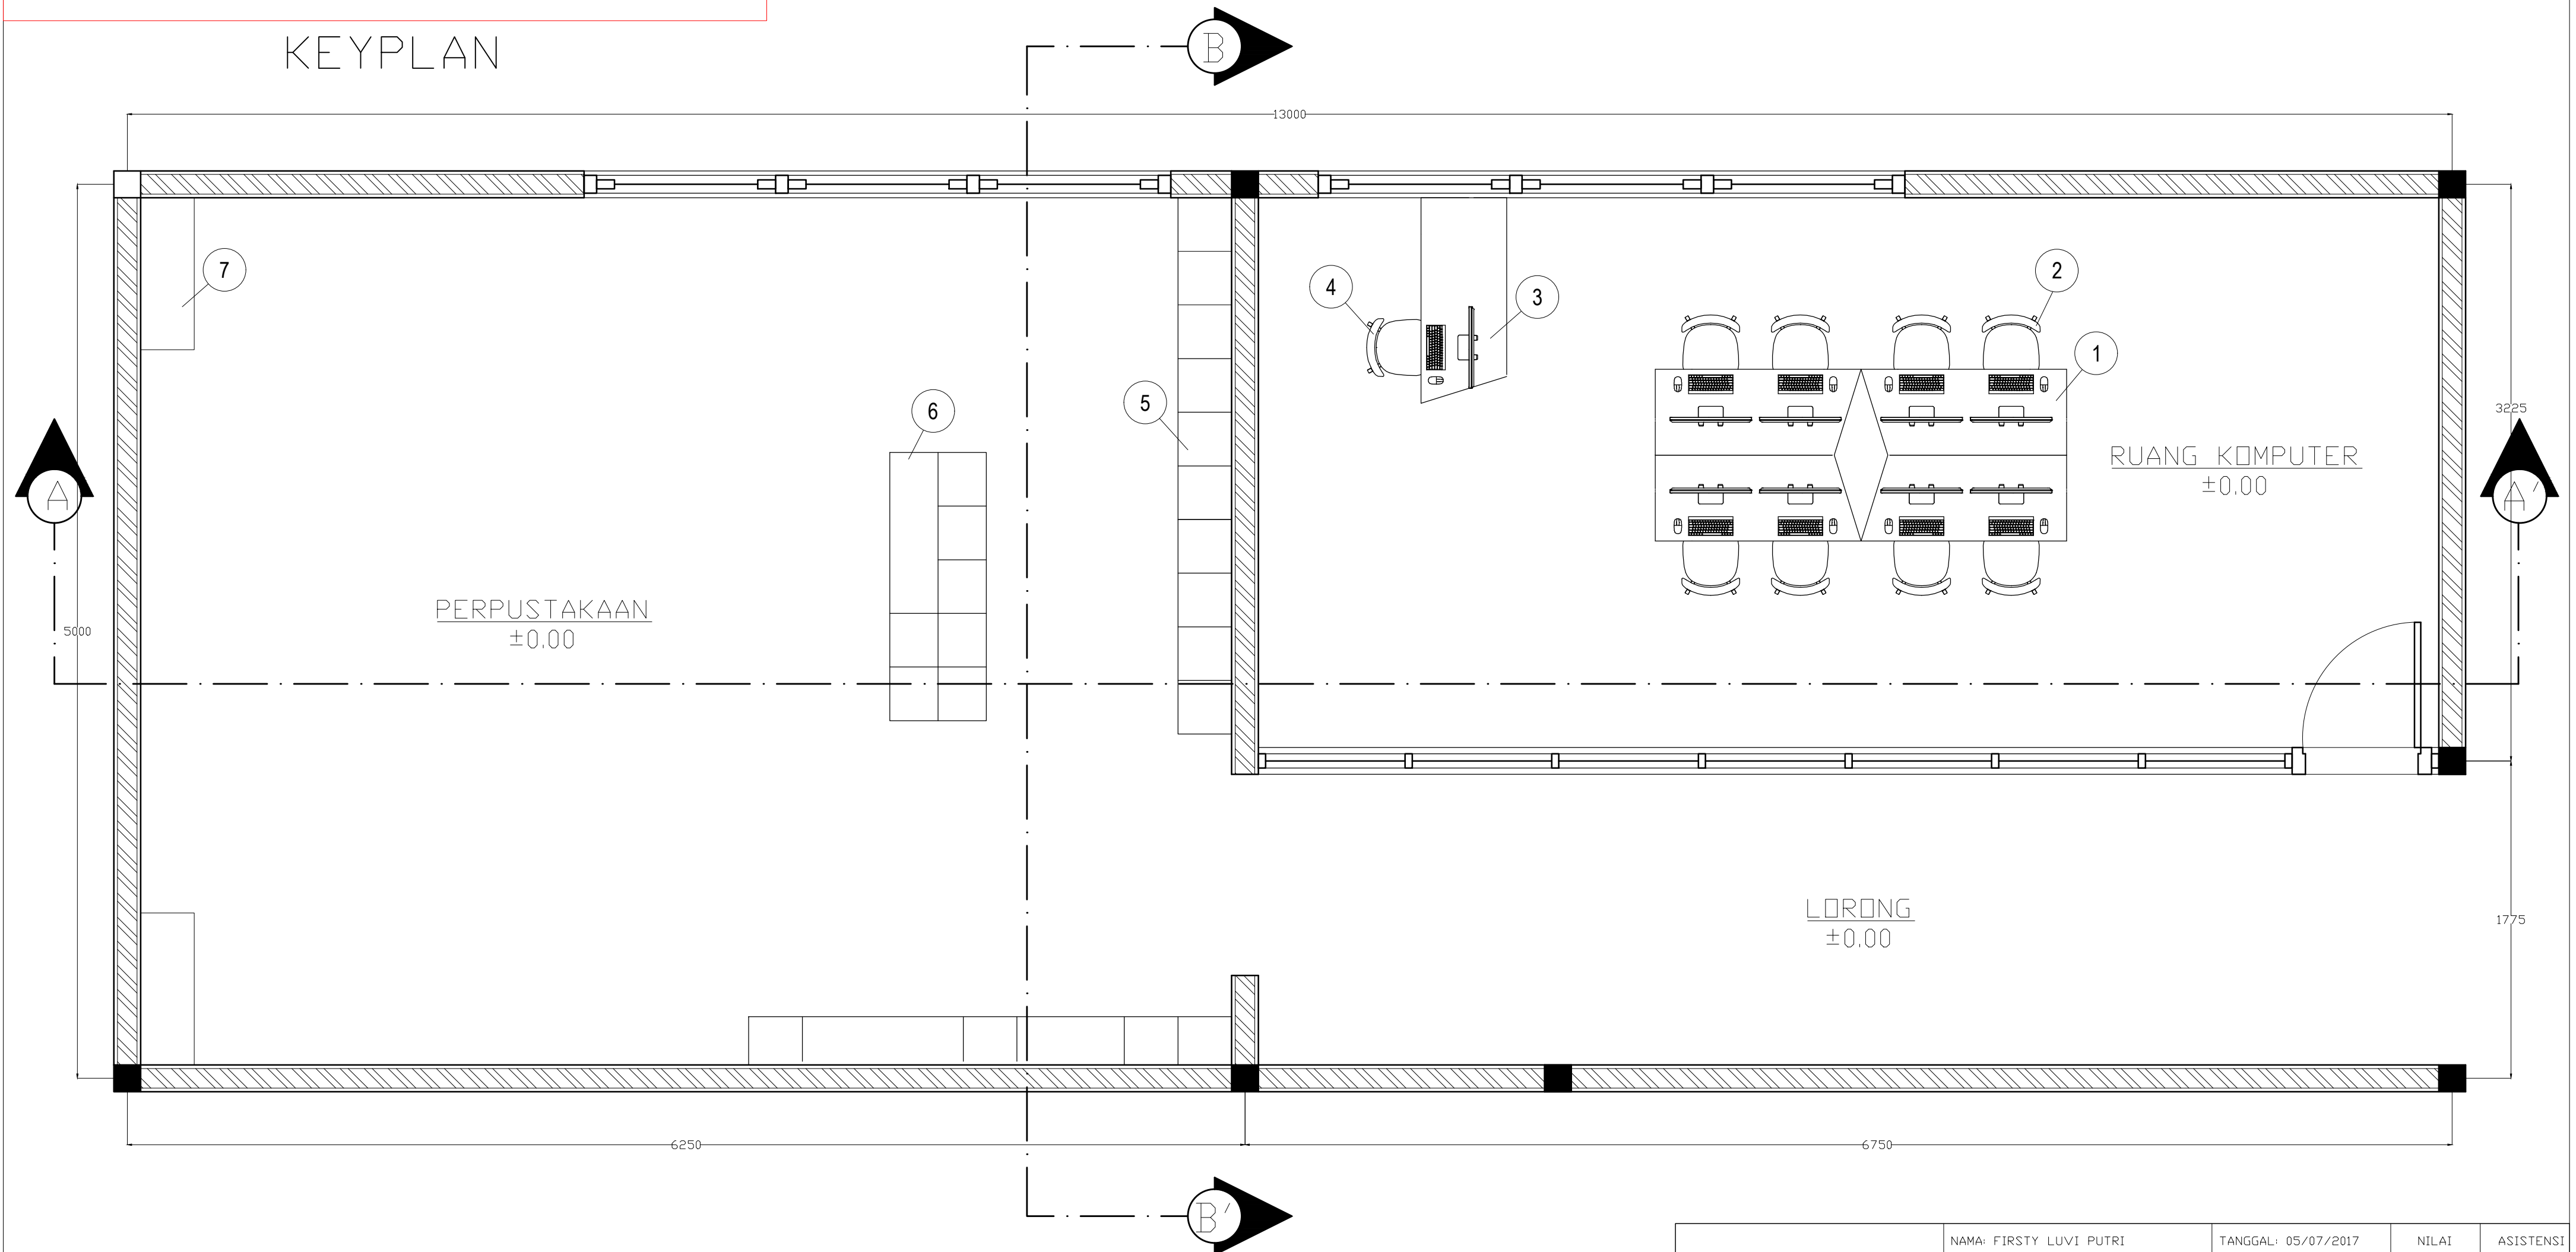 KEYPLAN
B
13000
7
4
3
2
1
6
5
3225
RUANG KOMPUTER
±0,00
A
A'
PERPUSTAKAAN
±0,00
5000
LORONG
±0,00
1775
6250
6750
B'
NAMA: FIRSTY LUVI PUTRI
TANGGAL: 05/07/2017
NILAI
ASISTENSI